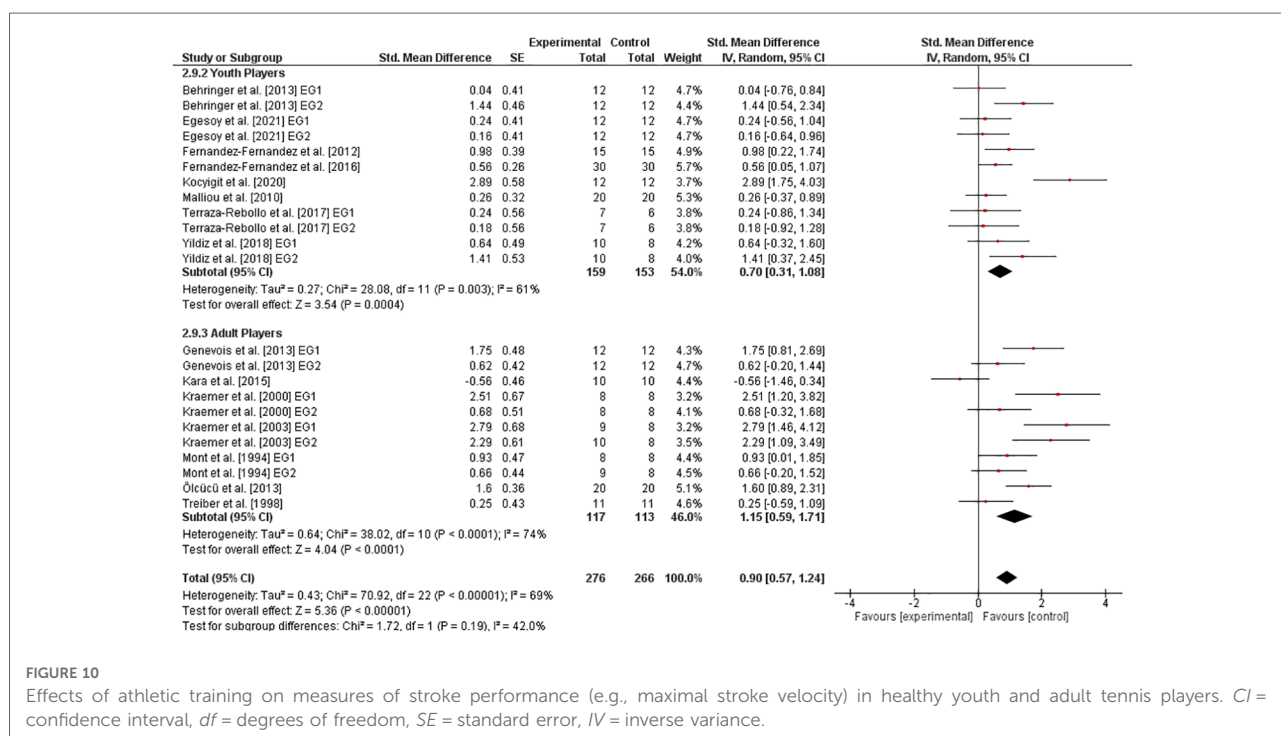 Experimental Control Std. Mean Difference Std. Mean Difference
Study or Subgroup Std. Mean Difference SE Total Total Weight IV, Random, 95% CI IV, Random, 95% CI
2.9.2 Youth Players
Behringer et al. [2013] EG1 0.04 0.41 12 12 4.7% 0.04 [-0.76, 0.84]
Behringer et al. [2013] EG2 1.44 0.46 12 12 4.4% 1.44 [0.54, 2.34]
Egesoy et al. [2021] EG1 0.24 0.41 12 12 4.7% 0.24 [-0.56, 1.04]
Egesoy et al. [2021] EG2 0.16 0.41 12 12 4.7% 0.16 [-0.64, 0.96]
Fernandez-Fernandez et al. [2012] 0.98 0.39 15 15 4.9% 0.98 [0.22, 1.74]
Fernandez-Fernandez et al. [2016] 0.56 0.26 30 30 5.7% 0.56 [0.05, 1.07]
Kocyigit et al. [2020] 2.89 0.58 12 12 3.7% 2.89 [1.75, 4.03]
Malliou et al. [2010] 0.26 0.32 20 20 5.3% 0.26 [-0.37, 0.89]
Terraza-Rebollo et al. [2017] EG1 0.24 0.56 7 6 3.8% 0.24 [-0.86, 1.34]
Terraza-Rebollo et al. [2017] EG2 0.18 0.56 7 6 3.8% 0.18 [-0.92, 1.28]
Yildiz et al. [2018] EG1 0.64 0.49 10 8 4.2% 0.64 [-0.32, 1.60]
Yildiz et al. [2018] EG2 1.41 0.53 10 8 4.0% 1.41 [0.37, 2.45]
Subtotal (95% CI) 159 153 54.0% 0.70 [0.31, 1.08]
Heterogeneity: Tau² = 0.27; Chi² = 28.08, df = 11 (P = 0.003); I² = 61%
Test for overall effect: Z = 3.54 (P = 0.0004)
2.9.3 Adult Players
Genevois et al. [2013] EG1 1.75 0.48 12 12 4.3% 1.75 [0.81, 2.69]
Genevois et al. [2013] EG2 0.62 0.42 12 12 4.7% 0.62 [-0.20, 1.44]
Kara et al. [2015] -0.56 0.46 10 10 4.4% -0.56 [-1.46, 0.34]
Kraemer et al. [2000] EG1 2.51 0.67 8 8 3.2% 2.51 [1.20, 3.82]
Kraemer et al. [2000] EG2 0.68 0.51 8 8 4.1% 0.68 [-0.32, 1.68]
Kraemer et al. [2003] EG1 2.79 0.68 9 8 3.2% 2.79 [1.46, 4.12]
Kraemer et al. [2003] EG2 2.29 0.61 10 8 3.5% 2.29 [1.09, 3.49]
Mont et al. [1994] EG1 0.93 0.47 8 8 4.4% 0.93 [0.01, 1.85]
Mont et al. [1994] EG2 0.66 0.44 9 8 4.5% 0.66 [-0.20, 1.52]
Ölcücü et al. [2013] 1.6 0.36 20 20 5.1% 1.60 [0.89, 2.31]
Treiber et al. [1998] 0.25 0.43 11 11 4.6% 0.25 [-0.59, 1.09]
Subtotal (95% CI) 117 113 46.0% 1.15 [0.59, 1.71]
Heterogeneity: Tau² = 0.64; Chi² = 38.02, df = 10 (P < 0.0001); I² = 74%
Test for overall effect: Z = 4.04 (P < 0.0001)
Total (95% CI) 276 266 100.0% 0.90 [0.57, 1.24]
Heterogeneity: Tau² = 0.43; Chi² = 70.92, df = 22 (P < 0.00001); I² = 69%
Test for overall effect: Z = 5.36 (P < 0.00001)
Test for subgroup differences: Chi² = 1.72, df = 1 (P = 0.19), I² = 42.0%
-4 -2 0 2 4
Favours [experimental] Favours [control]
FIGURE 10
Effects of athletic training on measures of stroke performance (e.g., maximal stroke velocity) in healthy youth and adult tennis players. CI =
confidence interval, df = degrees of freedom, SE = standard error, IV = inverse variance.